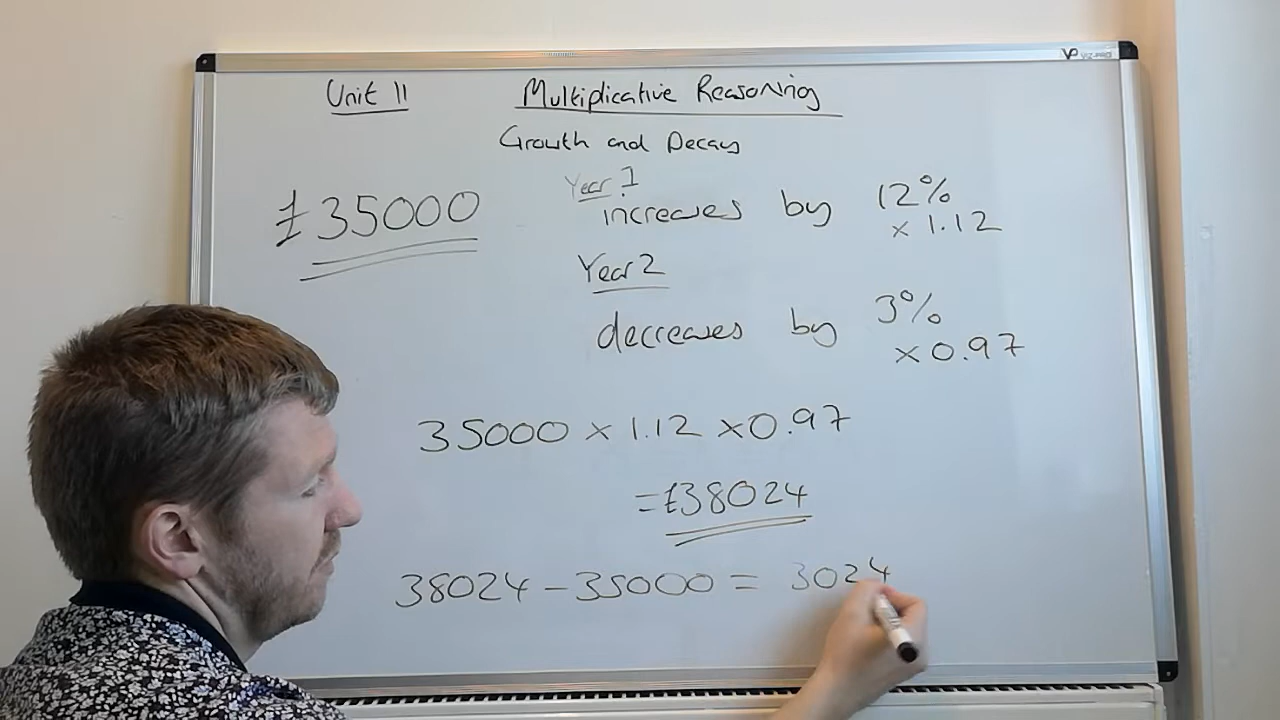 Unit 11 Multiplicative Reasoning
Growth and Decay
£35000
Year 1
increases by 12%
× 1.12
Year 2
decreases by 3%
× 0.97
35000 × 1.12 × 0.97
= £38024
38024 - 35000 = 3024